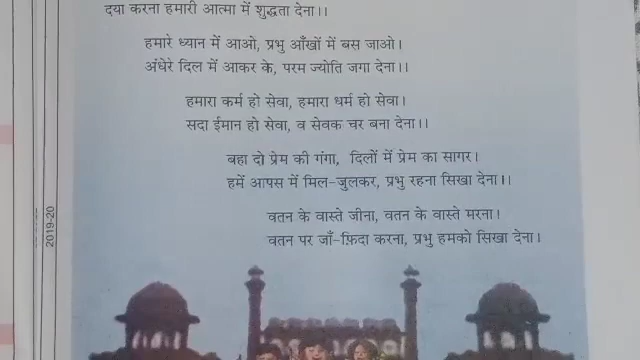 दया करना हमारी आत्मा में शुद्धता देना।।
हमारे ध्यान में आओ, प्रभु आँखों में बस जाओ।
अंधेरे दिल में आकर के, परम ज्योति जगा देना।।
हमारा कर्म हो सेवा, हमारा धर्म हो सेवा।
सदा ईमान हो सेवा, व सेवक चर बना देना।।
बहा दो प्रेम की गंगा, दिलों में प्रेम का सागर।
हमें आपस में मिल-जुलकर, प्रभु रहना सिखा देना।।
वतन के वास्ते जीना, वतन के वास्ते मरना।
वतन पर जाँ-फ़िदा करना, प्रभु हमको सिखा देना।
2019-20